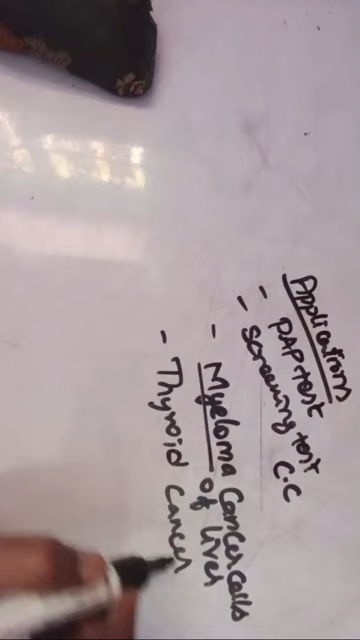 Applications
- PAP test
- Screening test
C.C
- Myeloma Cancer cells
of liver
- Thyroid cancer